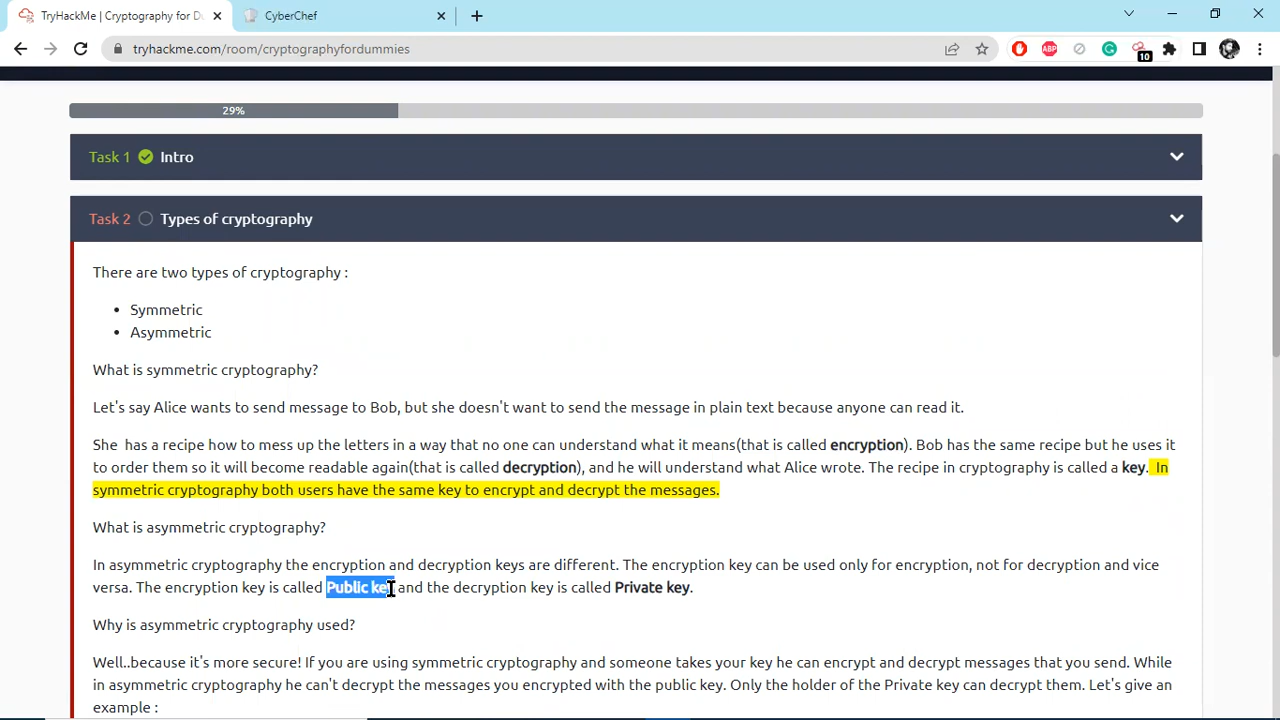 TryHackMe | Cryptography for Du
CyberChef
tryhackme.com/room/cryptographyfordummies
ABP
10
29%
Task 1 Intro
Task 2 Types of cryptography
There are two types of cryptography :
• Symmetric
• Asymmetric
What is symmetric cryptography?
Let's say Alice wants to send message to Bob, but she doesn't want to send the message in plain text because anyone can read it.
She has a recipe how to mess up the letters in a way that no one can understand what it means(that is called encryption). Bob has the same recipe but he uses it
to order them so it will become readable again(that is called decryption), and he will understand what Alice wrote. The recipe in cryptography is called a key. In
symmetric cryptography both users have the same key to encrypt and decrypt the messages.
What is asymmetric cryptography?
In asymmetric cryptography the encryption and decryption keys are different. The encryption key can be used only for encryption, not for decryption and vice
versa. The encryption key is called Public key and the decryption key is called Private key.
Why is asymmetric cryptography used?
Well..because it's more secure! If you are using symmetric cryptography and someone takes your key he can encrypt and decrypt messages that you send. While
in asymmetric cryptography he can't decrypt the messages you encrypted with the public key. Only the holder of the Private key can decrypt them. Let's give an
example :